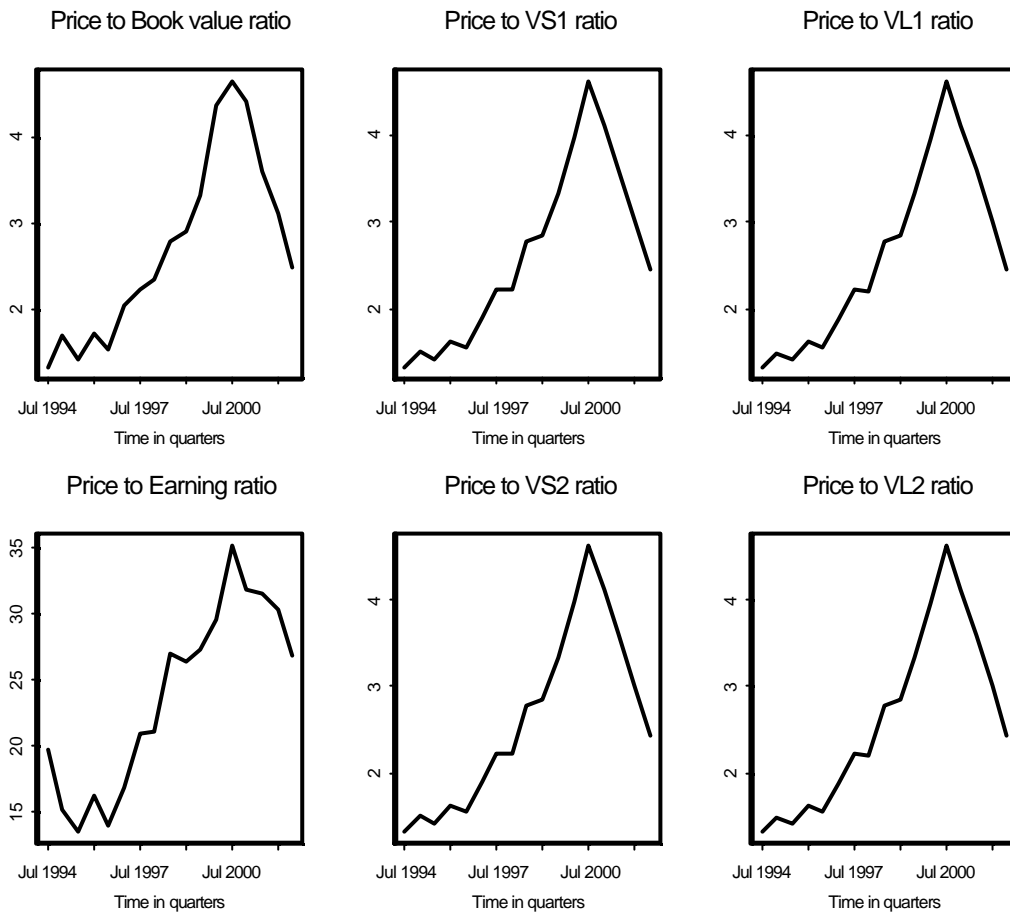 Price to Book value ratio
Price to VS1 ratio
Price to VL1 ratio
4
3
2
4
3
2
4
3
2
Jul 1994 Jul 1997 Jul 2000
Jul 1994 Jul 1997 Jul 2000
Jul 1994 Jul 1997 Jul 2000
Time in quarters
Time in quarters
Time in quarters
Price to Earning ratio
Price to VS2 ratio
Price to VL2 ratio
35
30
25
20
15
4
3
2
4
3
2
Jul 1994 Jul 1997 Jul 2000
Jul 1994 Jul 1997 Jul 2000
Jul 1994 Jul 1997 Jul 2000
Time in quarters
Time in quarters
Time in quarters